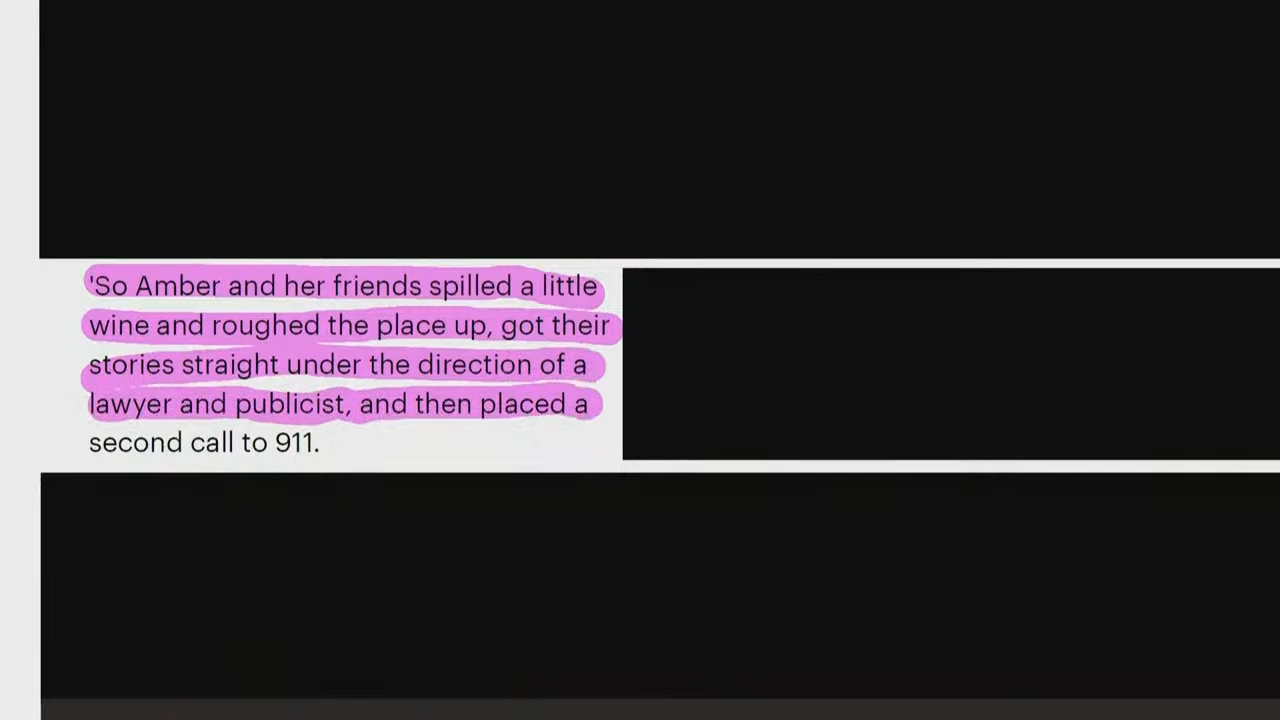 'So Amber and her friends spilled a little
wine and roughed the place up, got their
stories straight under the direction of a
lawyer and publicist, and then placed a
second call to 911.